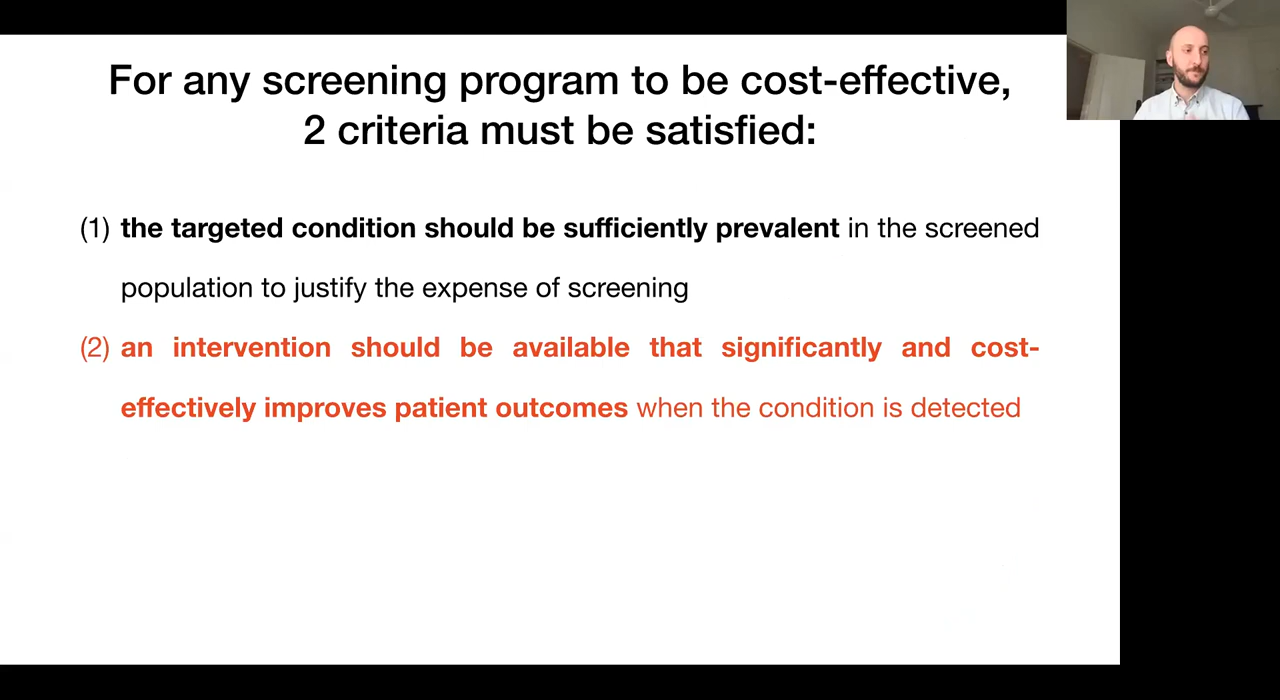 For any screening program to be cost-effective,
2 criteria must be satisfied:
(1) the targeted condition should be sufficiently prevalent in the screened
population to justify the expense of screening
(2) an intervention should be available that significantly and cost-
effectively improves patient outcomes when the condition is detected